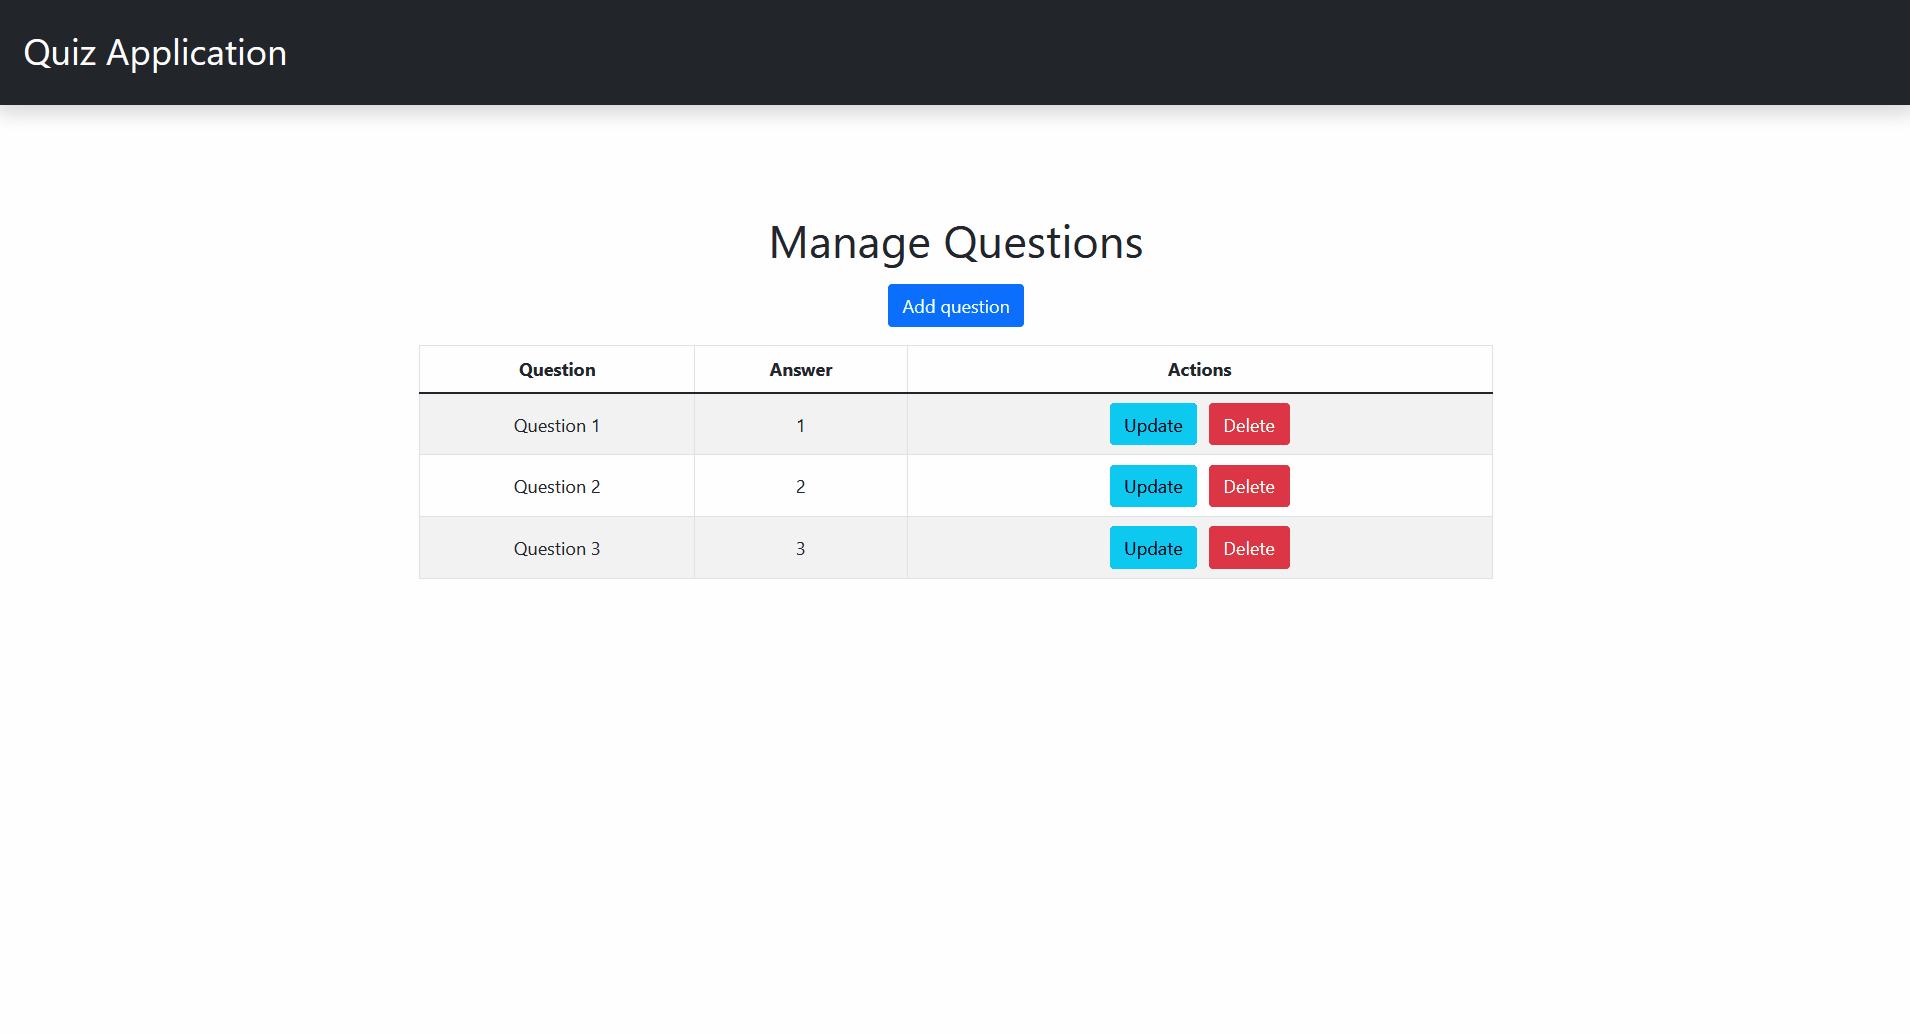 Quiz Application
Manage Questions
Add question
Question Answer Actions
Question 1 1 Update Delete
Question 2 2 Update Delete
Question 3 3 Update Delete